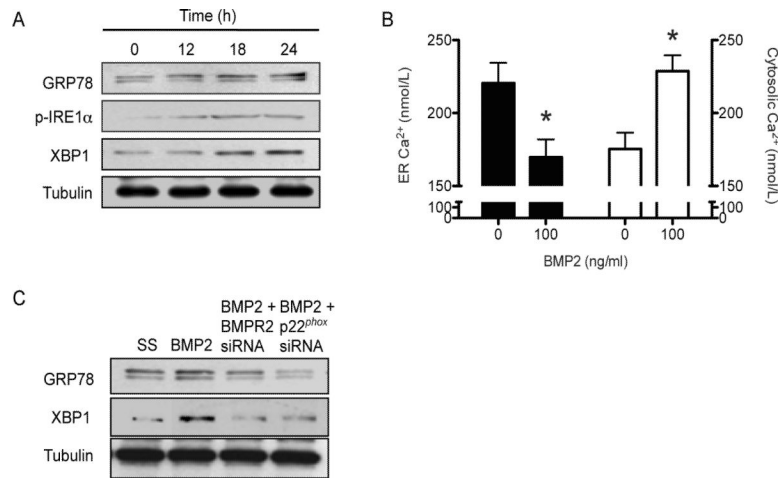 A
Time (h)
0 12 18 24
GRP78
p-IRE1α
XBP1
Tubulin
B
250
200
150
100
0
ER Ca2+ (nmol/L)
*
*
250
200
150
100
0
Cytosolic Ca2+
(nmol/L)
0 100 0 100
BMP2 (ng/ml)
C
SS
BMP2
BMP2 +
BMPR2
siRNA
BMP2 +
p22phox
siRNA
GRP78
XBP1
Tubulin